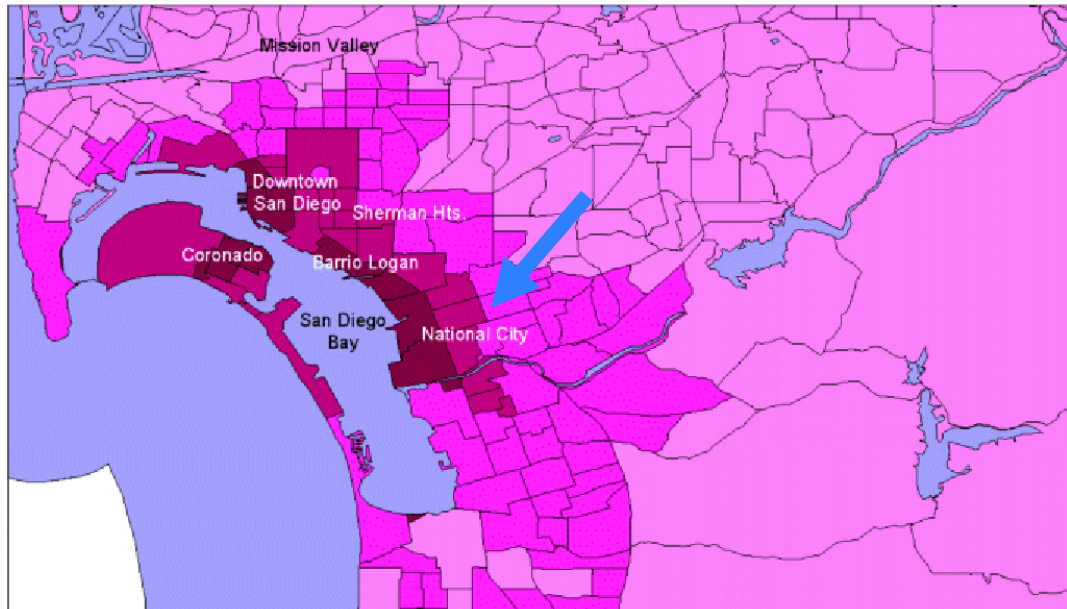 Mission Valley
Downtown
San Diego
Sherman Hts.
Coronado
Barrio Logan
San Diego
Bay
National City